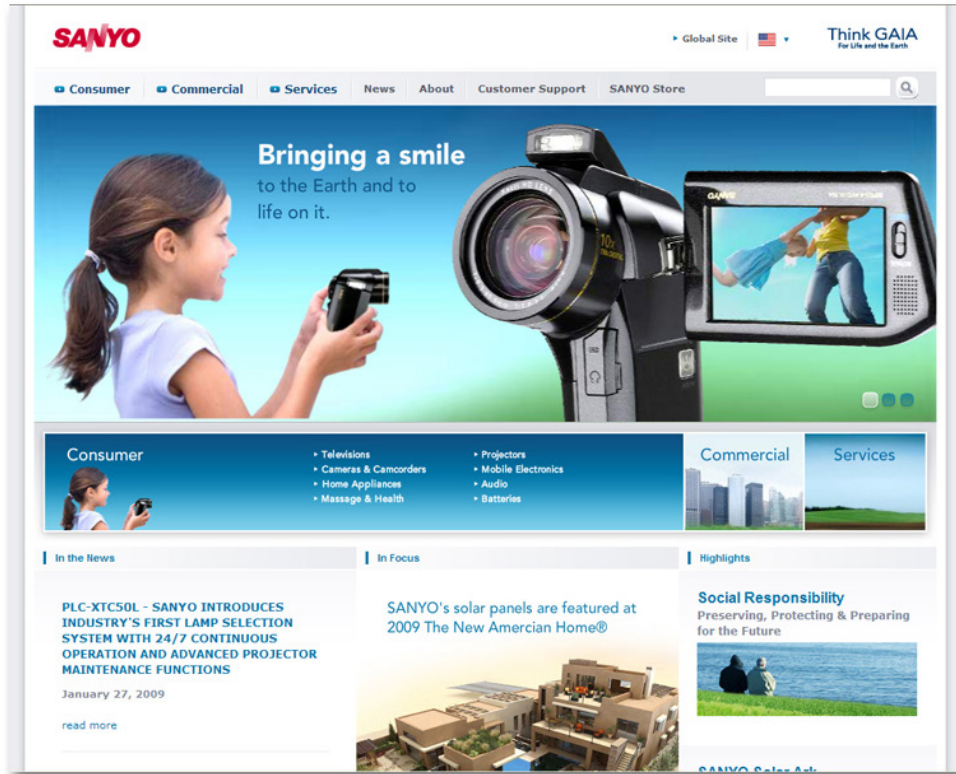 SANYO
Global Site
Think GAIA
For Life and the Earth
Consumer
Commercial
Services
News
About
Customer Support
SANYO Store
Bringing a smile
to the Earth and to
life on it.
10x
SANYO
Consumer
Televisions
Cameras & Camcorders
Home Appliances
Massage & Health
Projectors
Mobile Electronics
Audio
Batteries
Commercial
Services
In the News
PLC-XTC50L - SANYO INTRODUCES
INDUSTRY'S FIRST LAMP SELECTION
SYSTEM WITH 24/7 CONTINUOUS
OPERATION AND ADVANCED PROJECTOR
MAINTENANCE FUNCTIONS
January 27, 2009
read more
In Focus
SANYO's solar panels are featured at
2009 The New Amercian Home®
Highlights
Social Responsibility
Preserving, Protecting & Preparing
for the Future
SANYO Solar Ark